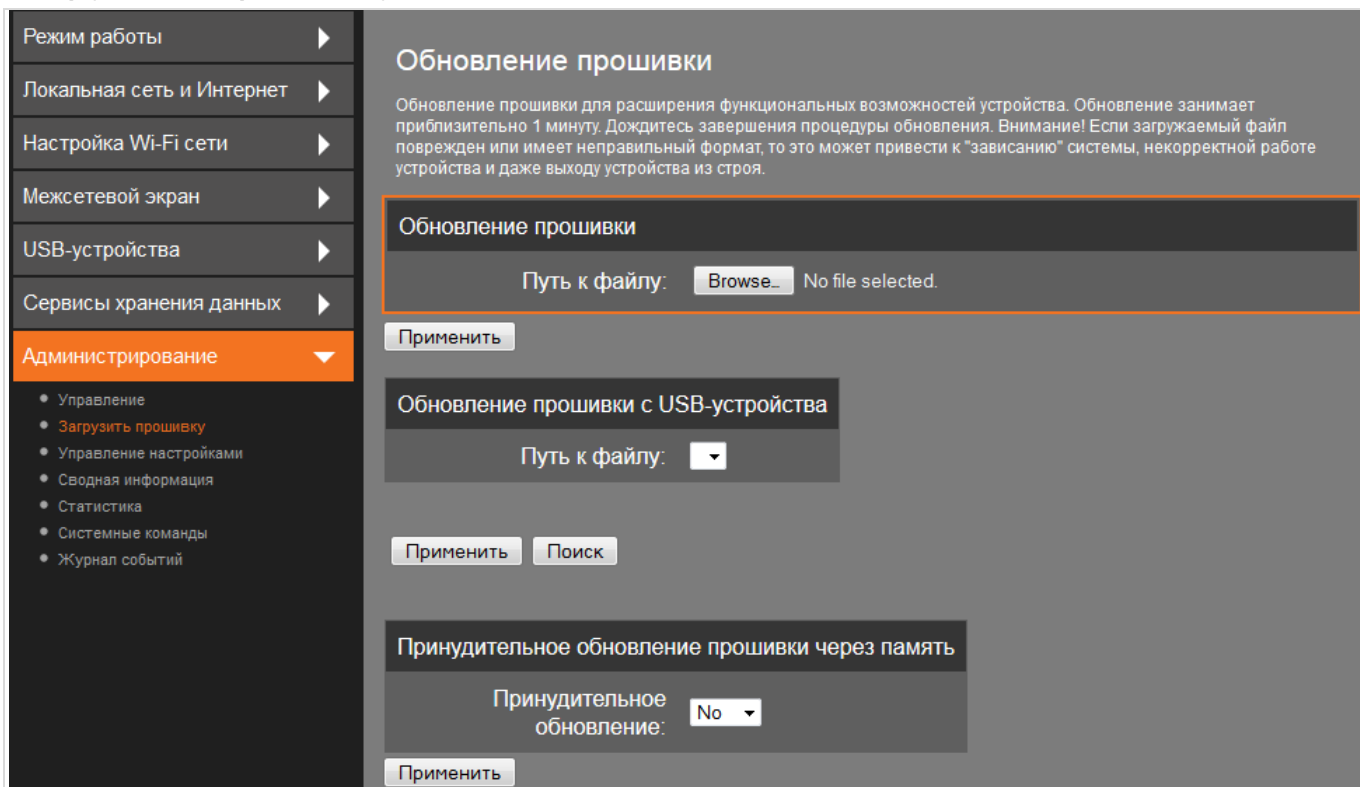 Режим работы
Локальная сеть и Интернет
Настройка Wi-Fi сети
Межсетевой экран
USB-устройства
Сервисы хранения данных
Администрирование
Управление
Загрузить прошивку
Управление настройками
Сводная информация
Статистика
Системные команды
Журнал событий
Обновление прошивки
Обновление прошивки для расширения функциональных возможностей устройства. Обновление занимает
приблизительно 1 минуту. Дождитесь завершения процедуры обновления. Внимание! Если загружаемый файл
поврежден или имеет неправильный формат, то это может привести к "зависанию" системы, некорректной работе
устройства и даже выходу устройства из строя.
Обновление прошивки
Путь к файлу: Browse... No file selected.
Применить
Обновление прошивки с USB-устройства
Путь к файлу:
Применить Поиск
Принудительное обновление прошивки через память
Принудительное
обновление: No
Применить